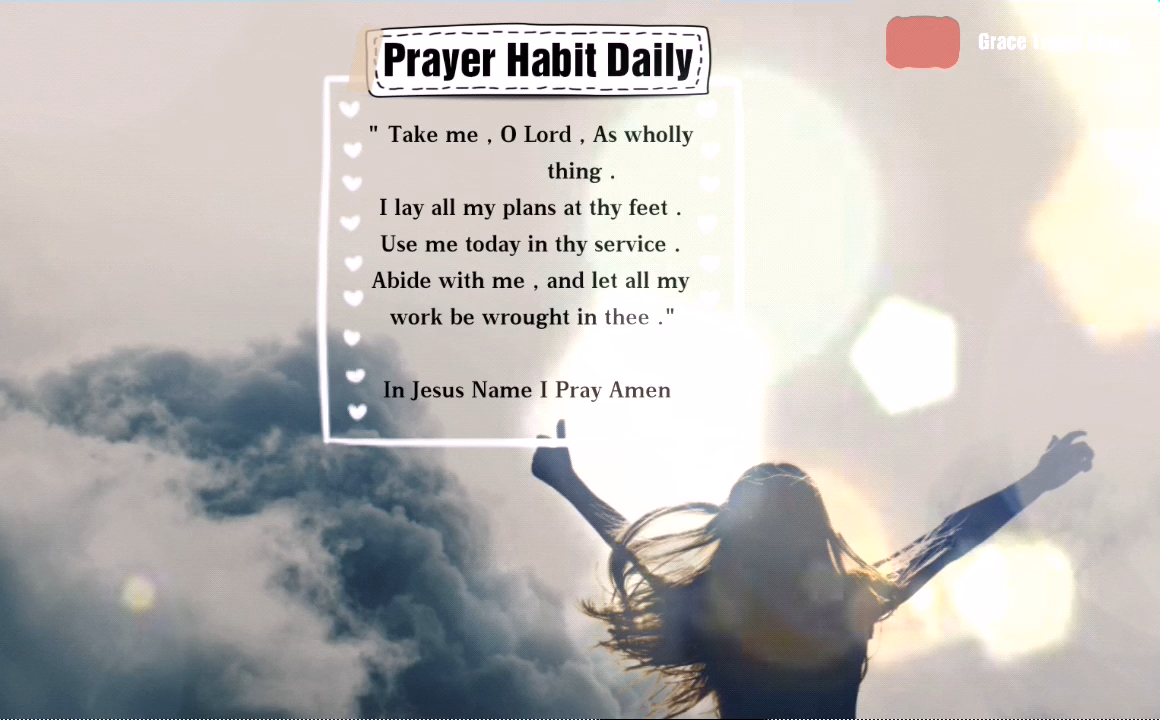 Prayer Habit Daily
Grace
" Take me , O Lord , As wholly
thing .
I lay all my plans at thy feet .
Use me today in thy service .
Abide with me , and let all my
work be wrought in thee ."
In Jesus Name I Pray Amen